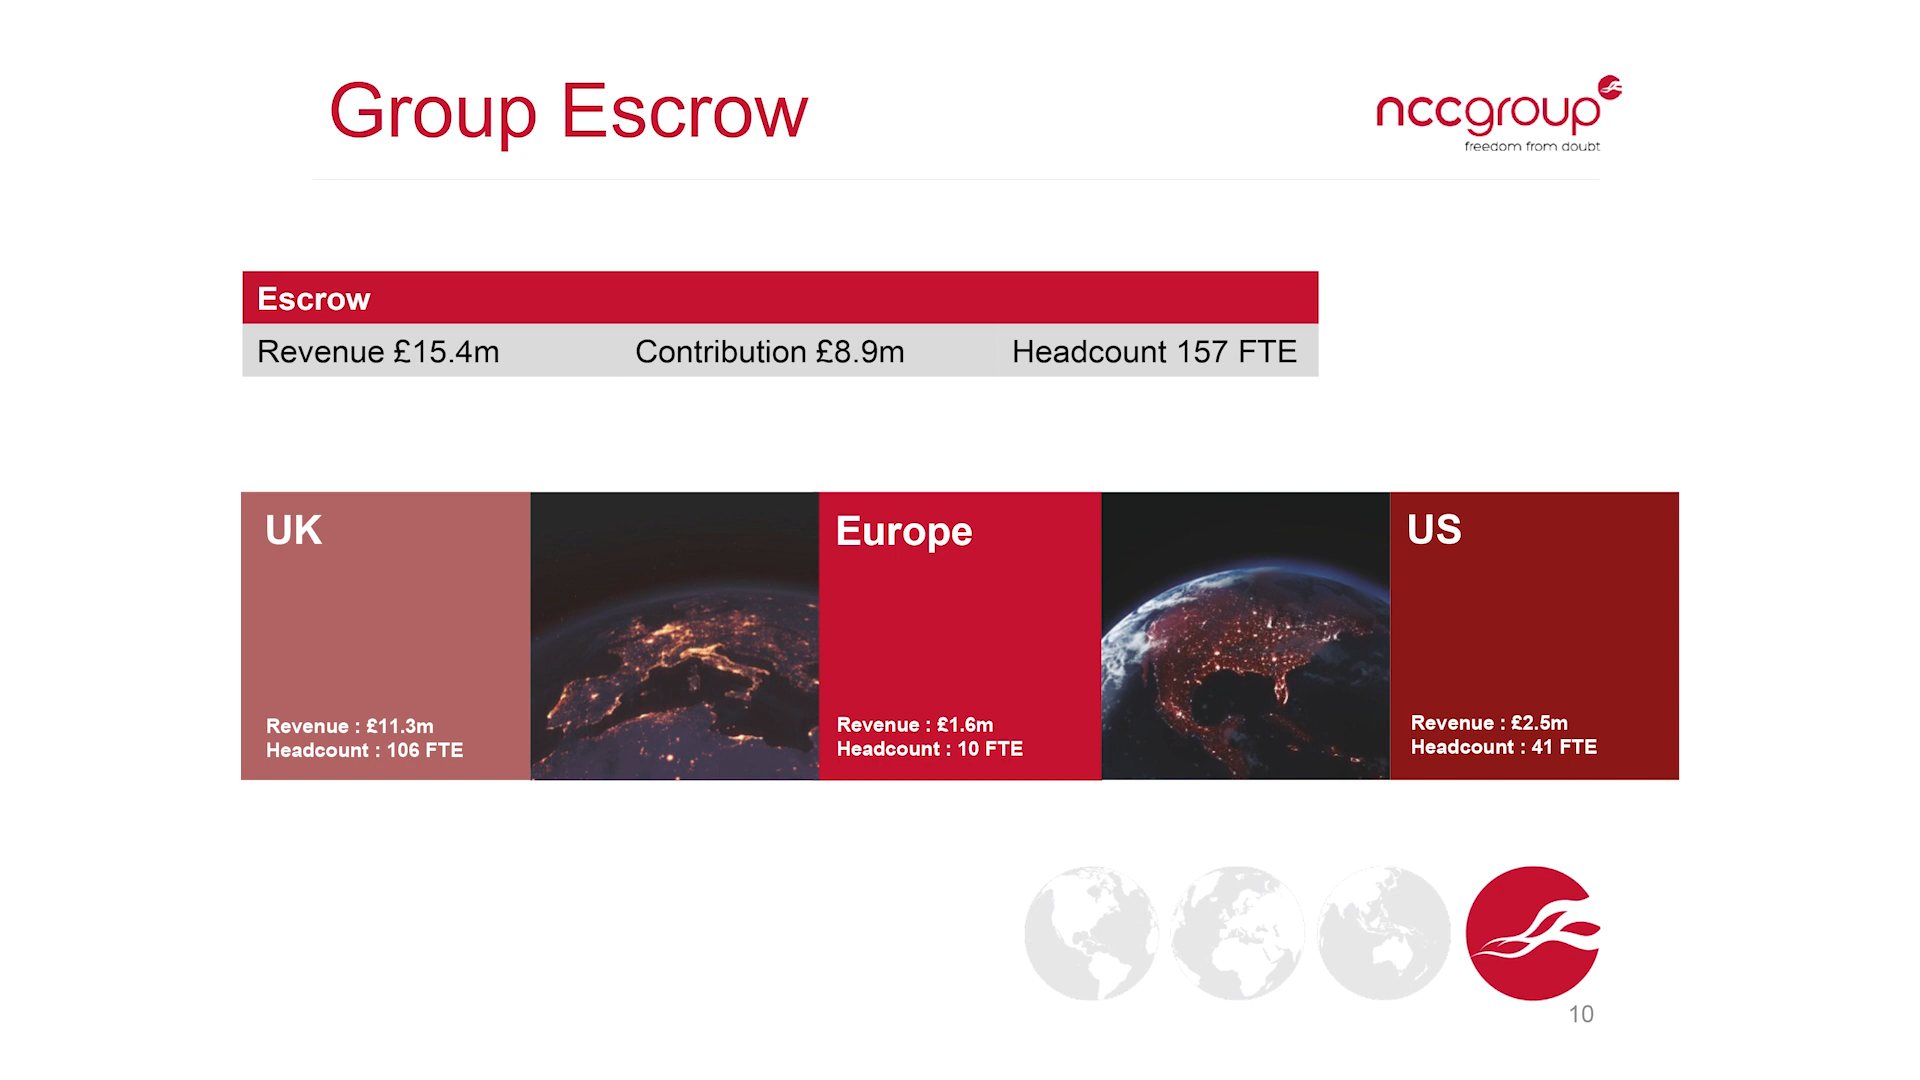 Group Escrow
nccgroup
freedom from doubt
Escrow
Revenue £15.4m Contribution £8.9m Headcount 157 FTE
UK
Revenue : £11.3m
Headcount : 106 FTE
Europe
Revenue : £1.6m
Headcount : 10 FTE
US
Revenue : £2.5m
Headcount : 41 FTE
10